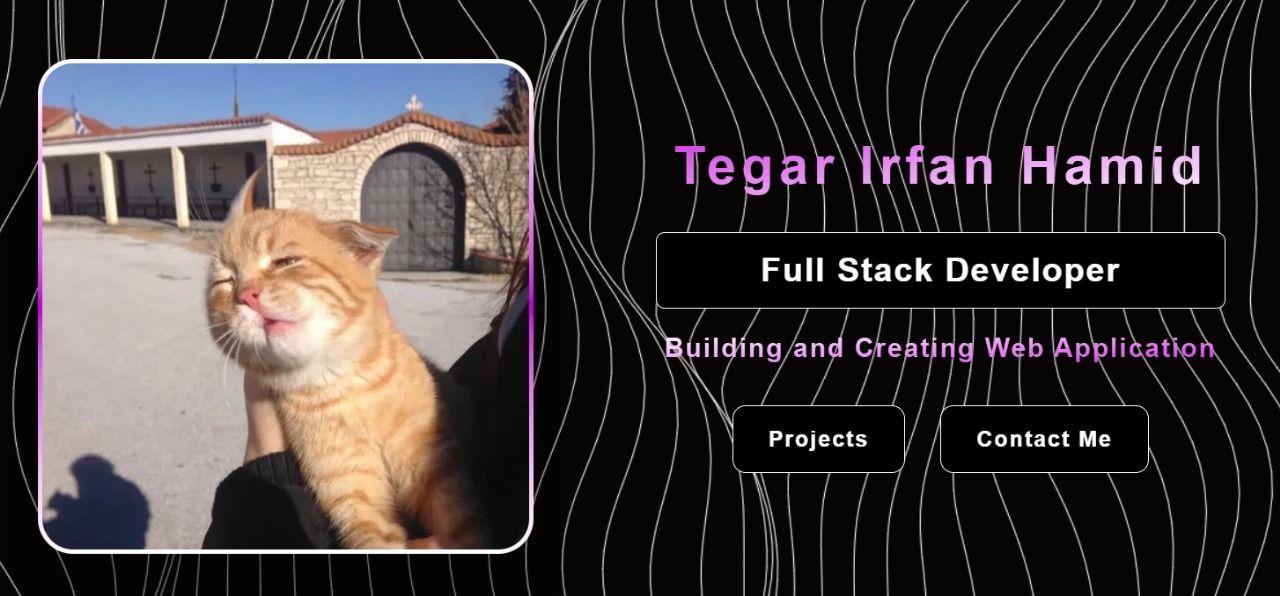 Tegar Irfan Hamid
Full Stack Developer
Building and Creating Web Application
Projects
Contact Me